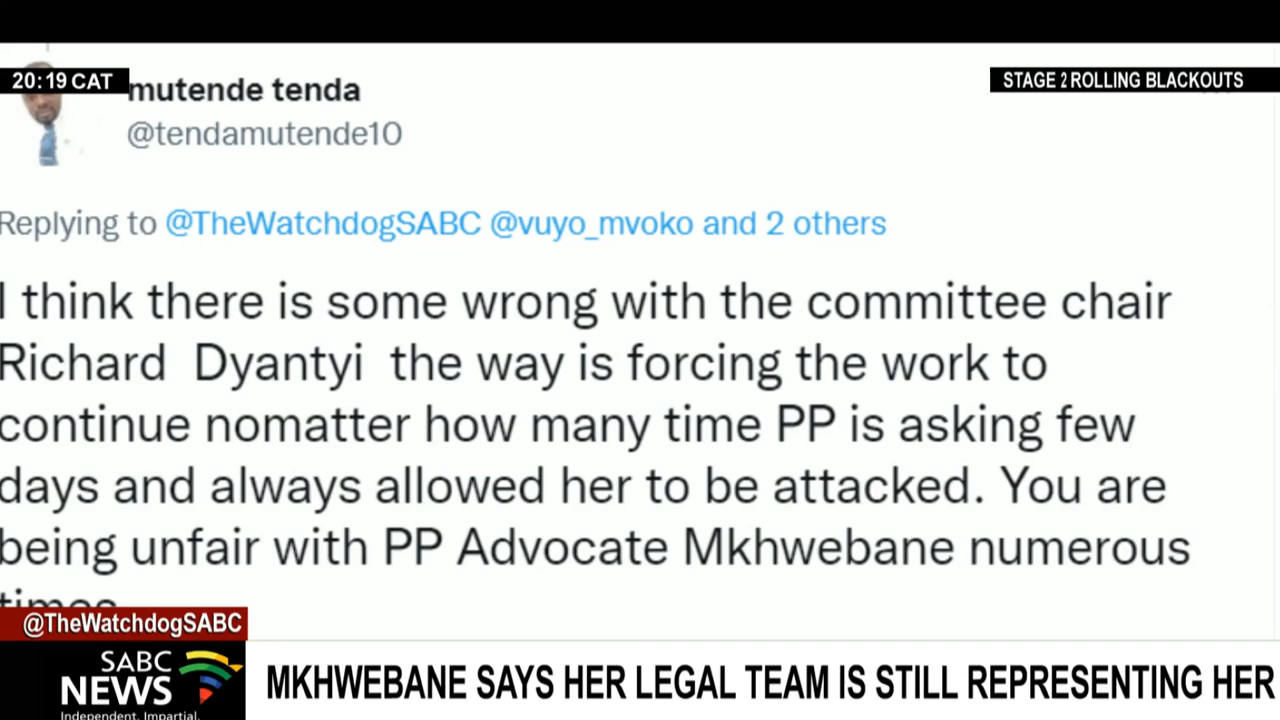 20:19 CAT
STAGE 2 ROLLING BLACKOUTS
mutende tenda
@tendamutende10
Replying to @TheWatchdogSABC @vuyo_mvoko and 2 others
I think there is some wrong with the committee chair
Richard Dyantyi the way is forcing the work to
continue nomatter how many time PP is asking few
days and always allowed her to be attacked. You are
being unfair with PP Advocate Mkhwebane numerous
times
@TheWatchdogSABC
SABC
NEWS
Independent. Impartial.
MKHWEBANE SAYS HER LEGAL TEAM IS STILL REPRESENTING HER